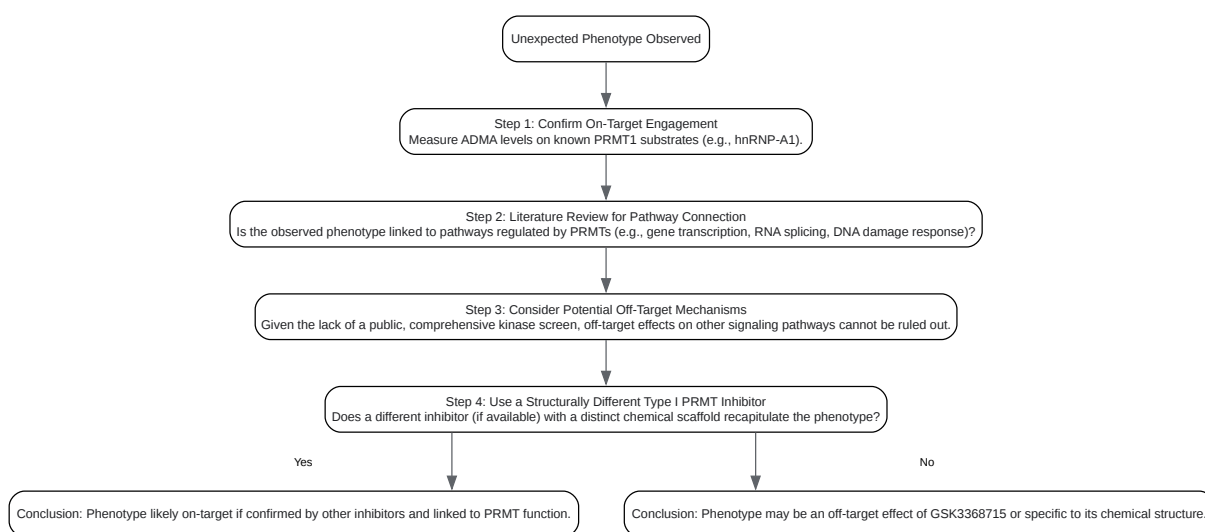 Unexpected Phenotype Observed
Step 1: Confirm On-Target Engagement
Measure ADMA levels on known PRMT1 substrates (e.g., hnRNP-A1).
Step 2: Literature Review for Pathway Connection
Is the observed phenotype linked to pathways regulated by PRMTs (e.g., gene transcription, RNA splicing, DNA damage response)?
Step 3: Consider Potential Off-Target Mechanisms
Given the lack of a public, comprehensive kinase screen, off-target effects on other signaling pathways cannot be ruled out.
Step 4: Use a Structurally Different Type I PRMT Inhibitor
Does a different inhibitor (if available) with a distinct chemical scaffold recapitulate the phenotype?
Yes
No
Conclusion: Phenotype likely on-target if confirmed by other inhibitors and linked to PRMT function.
Conclusion: Phenotype may be an off-target effect of GSK3368715 or specific to its chemical structure.